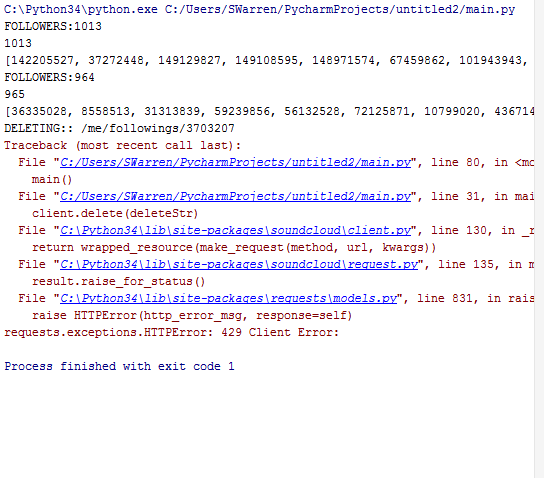 C:\Python34\python.exe C:/Users/SWarren/PycharmProjects/untitled2/main.py
FOLLOWERS:1013
1013
[142205527, 37272448, 149129827, 149108595, 148971574, 67459862, 101943943,
FOLLOWERS:964
965
[36335028, 8558513, 31313839, 59239856, 56132528, 72125871, 10799020, 436714
DELETING:: /me/followings/3703207
Traceback (most recent call last):
File "C:/Users/SWarren/PycharmProjects/untitled2/main.py", line 80, in <mo
main()
File "C:/Users/SWarren/PycharmProjects/untitled2/main.py", line 31, in mai
client.delete(deleteStr)
File "C:\Python34\lib\site-packages\soundcloud\client.py", line 130, in _r
return wrapped_resource(make_request(method, url, kwargs))
File "C:\Python34\lib\site-packages\soundcloud\request.py", line 135, in m
result.raise_for_status()
File "C:\Python34\lib\site-packages\requests\models.py", line 831, in rais
raise HTTPError(http_error_msg, response=self)
requests.exceptions.HTTPError: 429 Client Error:
Process finished with exit code 1